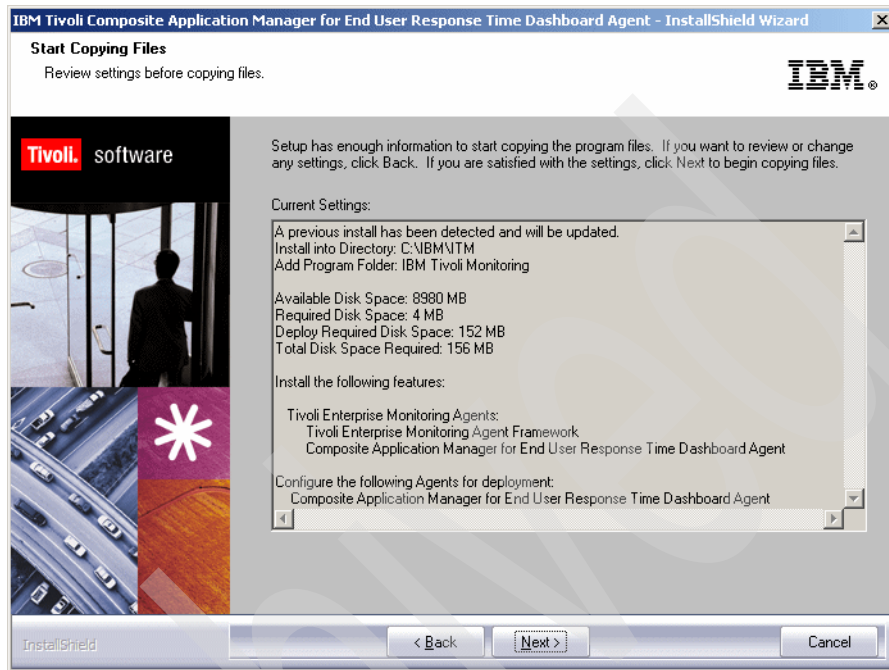 IBM Tivoli Composite Application Manager for End User Response Time Dashboard Agent - InstallShield Wizard
Start Copying Files
Review settings before copying files.
IBM®
Tivoli. software
Setup has enough information to start copying the program files. If you want to review or change
any settings, click Back. If you are satisfied with the settings, click Next to begin copying files.
Current Settings:
A previous install has been detected and will be updated.
Install into Directory: C:\IBM\ITM
Add Program Folder: IBM Tivoli Monitoring
Available Disk Space: 8980 MB
Required Disk Space: 4 MB
Deploy Required Disk Space: 152 MB
Total Disk Space Required: 156 MB
Install the following features:
Tivoli Enterprise Monitoring Agents:
Tivoli Enterprise Monitoring Agent Framework
Composite Application Manager for End User Response Time Dashboard Agent
Configure the following Agents for deployment:
Composite Application Manager for End User Response Time Dashboard Agent
InstallShield
< Back
Next >
Cancel